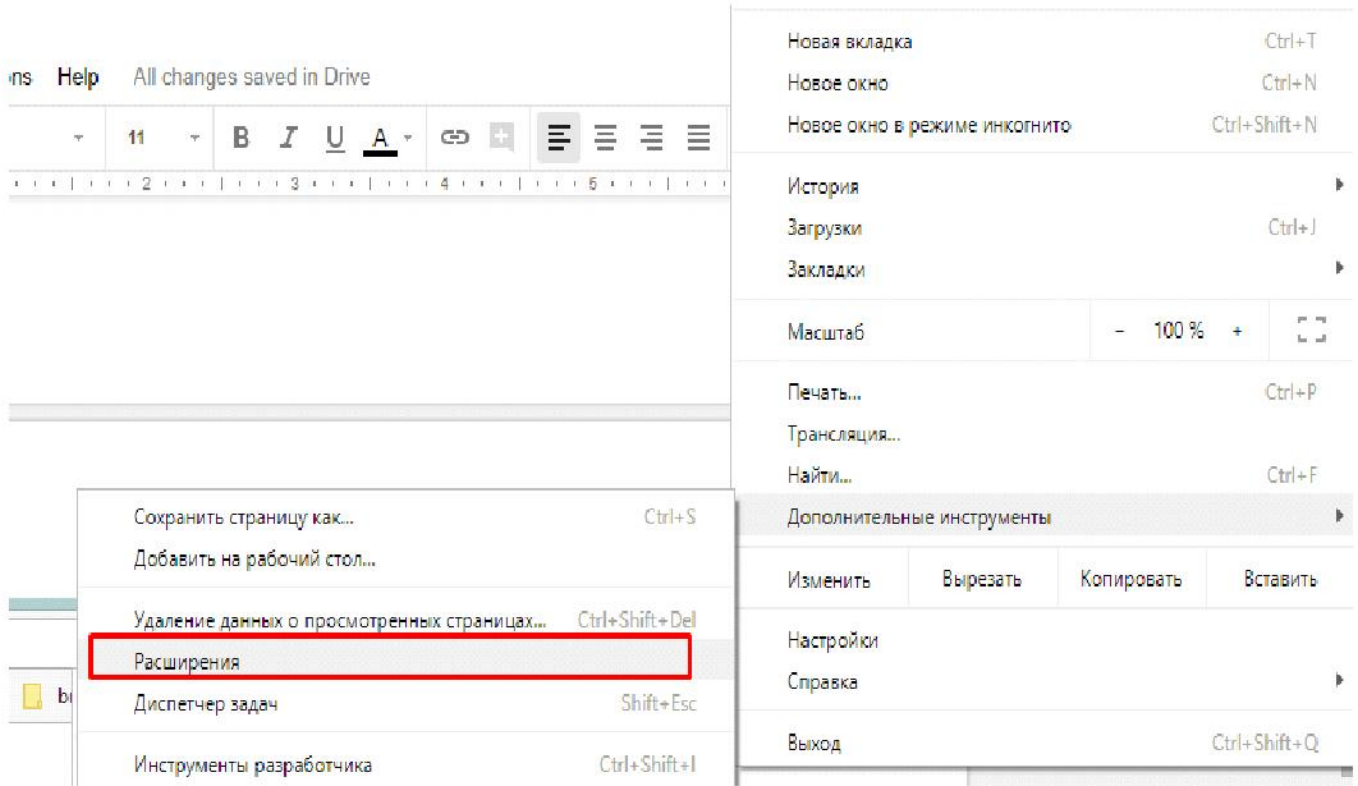 ns Help All changes saved in Drive
11 B I U A
2 3 4 5
Новая вкладка Ctrl+T
Новое окно Ctrl+N
Новое окно в режиме инкогнито Ctrl+Shift+N
История
Загрузки Ctrl+J
Закладки
Масштаб - 100 % +
Печать... Ctrl+P
Трансляция...
Найти... Ctrl+F
Дополнительные инструменты
Изменить Вырезать Копировать Вставить
Настройки
Справка
Выход Ctrl+Shift+Q
Сохранить страницу как... Ctrl+S
Добавить на рабочий стол...
Удаление данных о просмотренных страницах... Ctrl+Shift+Del
Расширения
Диспетчер задач Shift+Esc
Инструменты разработчика Ctrl+Shift+I